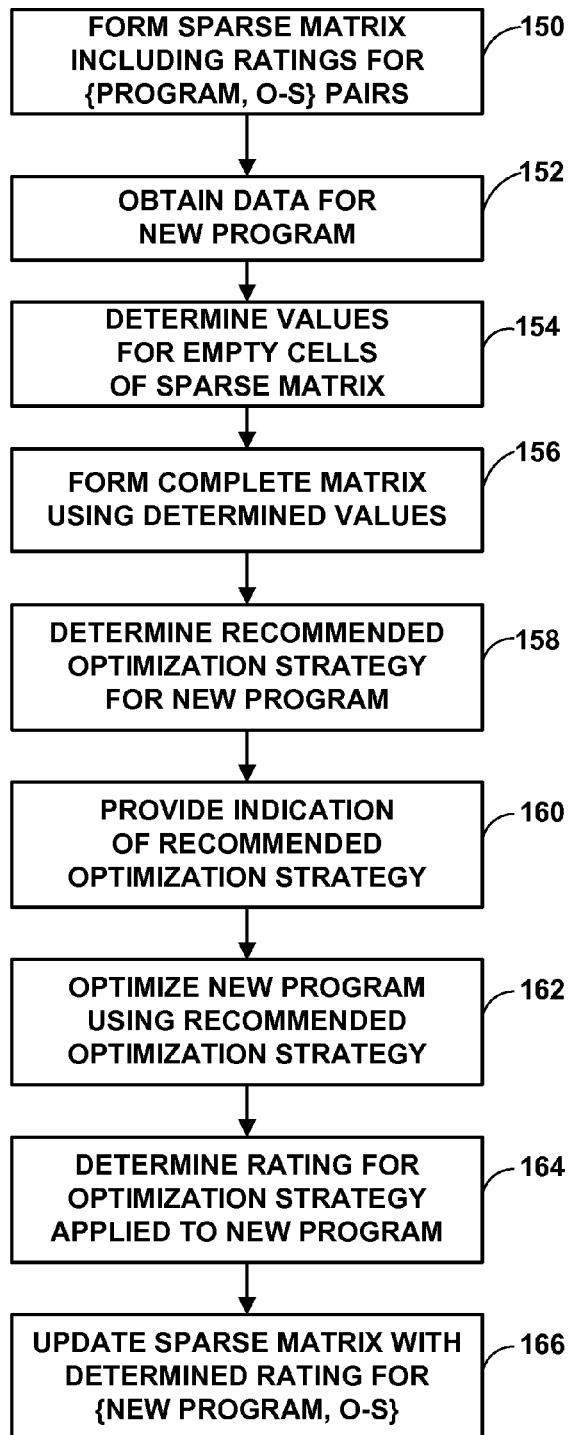 FORM SPARSE MATRIX
INCLUDING RATINGS FOR
{PROGRAM, O-S} PAIRS
150
OBTAIN DATA FOR
NEW PROGRAM
152
DETERMINE VALUES
FOR EMPTY CELLS
OF SPARSE MATRIX
154
FORM COMPLETE MATRIX
USING DETERMINED VALUES
156
DETERMINE RECOMMENDED
OPTIMIZATION STRATEGY
FOR NEW PROGRAM
158
PROVIDE INDICATION
OF RECOMMENDED
OPTIMIZATION STRATEGY
160
OPTIMIZE NEW PROGRAM
USING RECOMMENDED
OPTIMIZATION STRATEGY
162
DETERMINE RATING FOR
OPTIMIZATION STRATEGY
APPLIED TO NEW PROGRAM
164
UPDATE SPARSE MATRIX WITH
DETERMINED RATING FOR
{NEW PROGRAM, O-S}
166